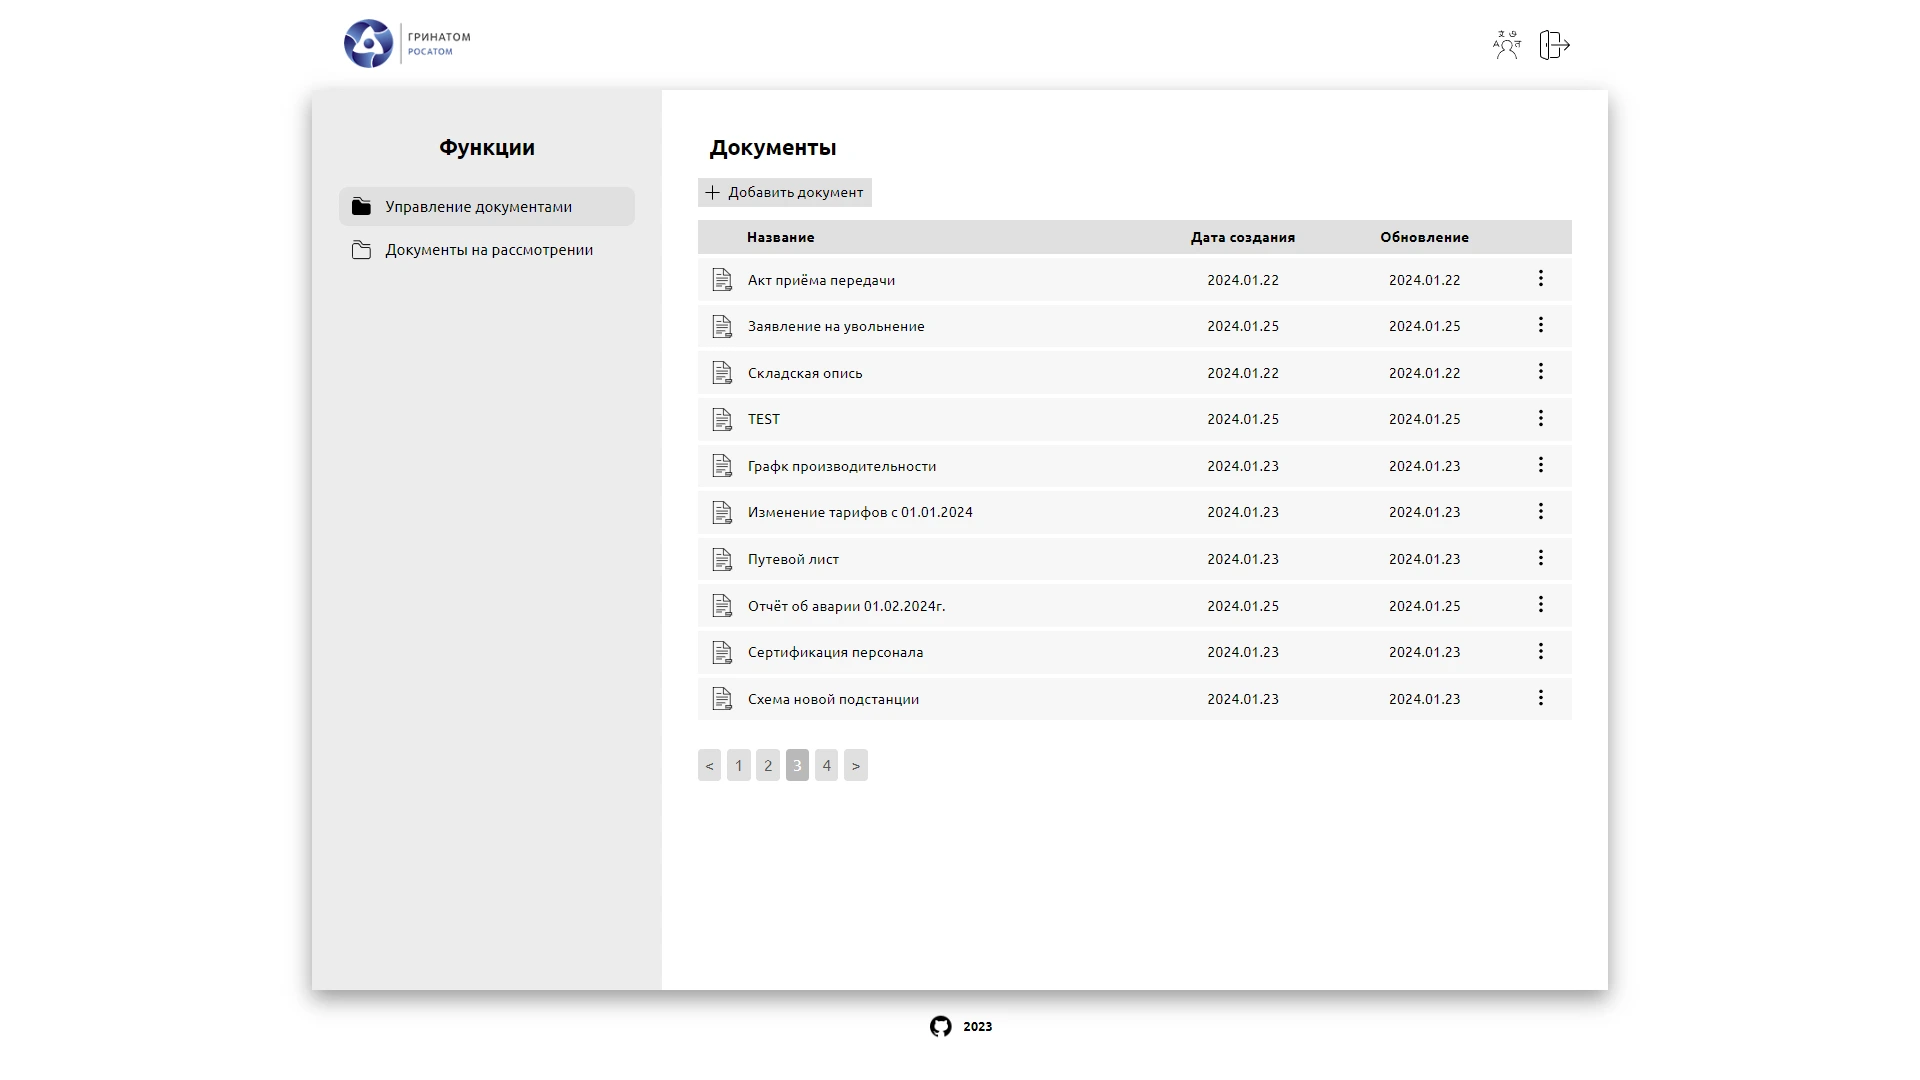 ГРИНАТОМ
РОСАТОМ
Функции
Управление документами
Документы на рассмотрении
Документы
Добавить документ
Название Дата создания Обновление
Акт приёма передачи 2024.01.22 2024.01.22
Заявление на увольнение 2024.01.25 2024.01.25
Складская опись 2024.01.22 2024.01.22
TEST 2024.01.25 2024.01.25
Графк производительности 2024.01.23 2024.01.23
Изменение тарифов с 01.01.2024 2024.01.23 2024.01.23
Путевой лист 2024.01.23 2024.01.23
Отчёт об аварии 01.02.2024г. 2024.01.25 2024.01.25
Сертификация персонала 2024.01.23 2024.01.23
Схема новой подстанции 2024.01.23 2024.01.23
< 1 2 3 4 >
2023